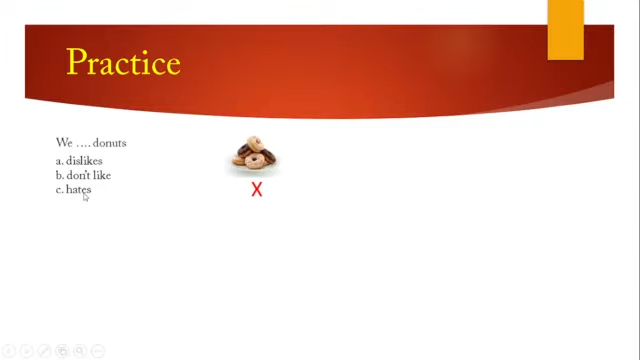 Practice
We …. donuts
a. dislikes
b. don't like
c. hates
X